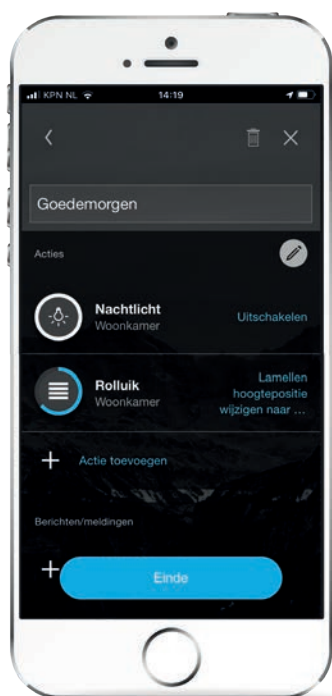 KPN NL 14:19
Goedemorgen
Acties
Nachtlicht
Woonkamer
Uitschakelen
Rolluik
Woonkamer
Lamellen
hoogtepositie
wijzigen naar ...
Actie toevoegen
Berichten/meldingen
Einde